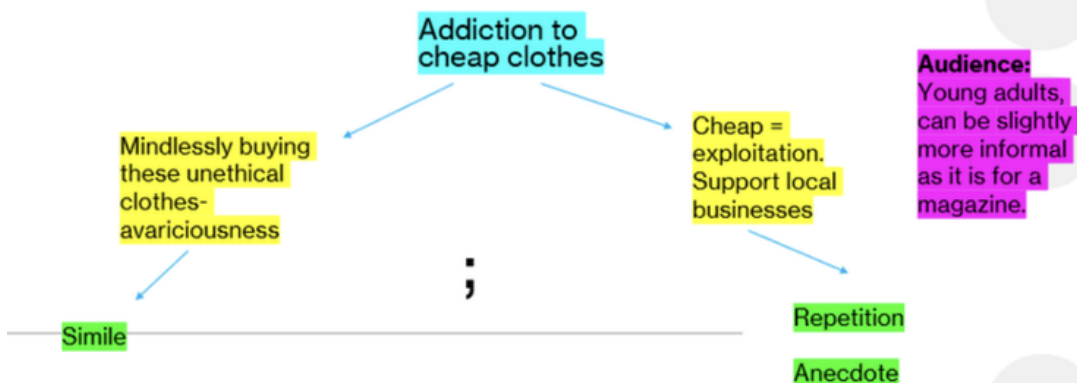 Addiction to
cheap clothes
Audience:
Young adults,
can be slightly
more informal
as it is for a
magazine.
Mindlessly buying
these unethical
clothes-
avariciousness
Cheap =
exploitation.
Support local
businesses
;
Simile
Repetition
Anecdote